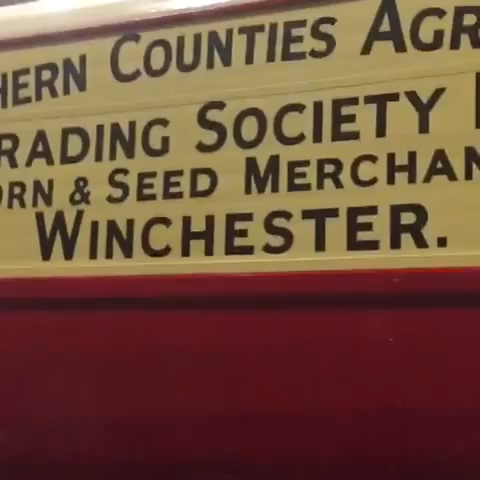 HERN COUNTIES AGR
RADING SOCIETY
ORN & SEED MERCHAN
WINCHESTER.